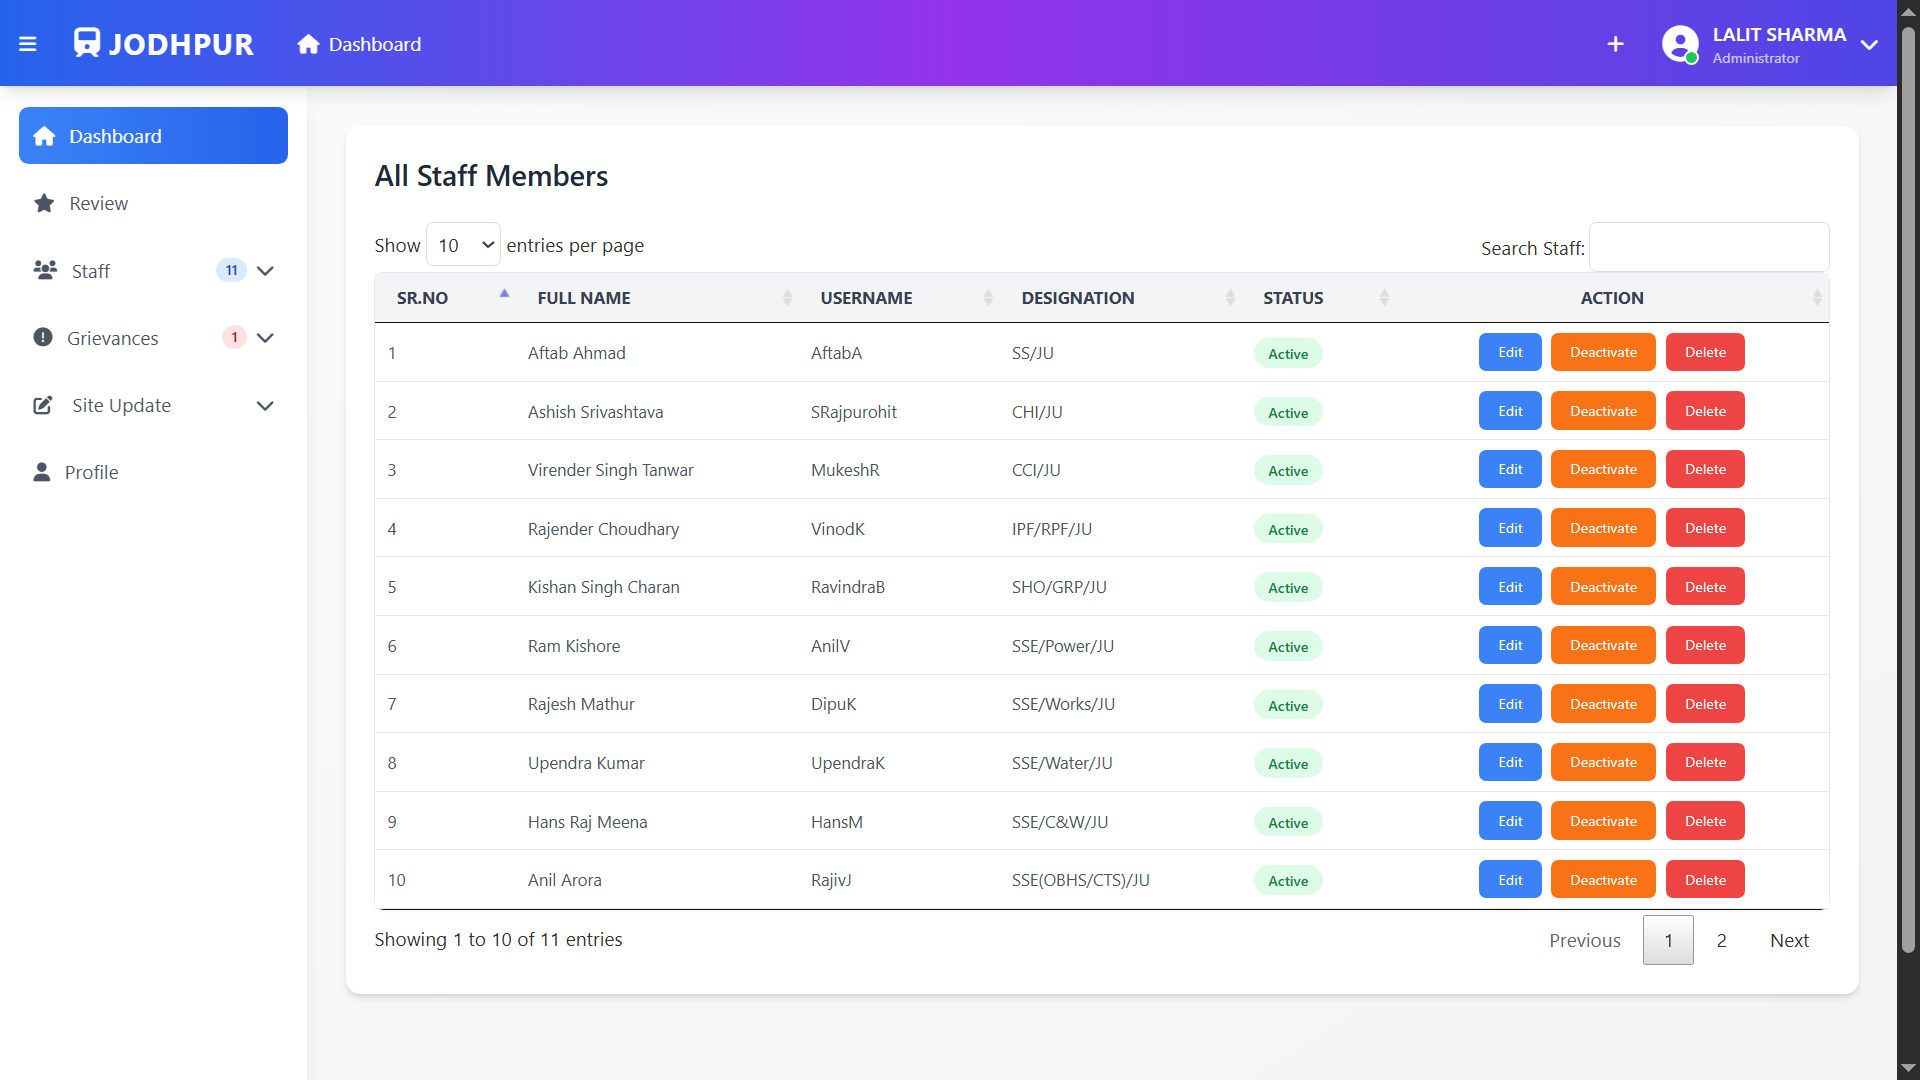 JODHPUR Dashboard LALIT SHARMA
Administrator
Dashboard
Review
Staff 11
Grievances 1
Site Update
Profile
All Staff Members
Show 10 entries per page Search Staff:
SR.NO FULL NAME USERNAME DESIGNATION STATUS ACTION
1 Aftab Ahmad AftabA SS/JU Active Edit Deactivate Delete
2 Ashish Srivashtava SRajpurohit CHI/JU Active Edit Deactivate Delete
3 Virender Singh Tanwar MukeshR CCI/JU Active Edit Deactivate Delete
4 Rajender Choudhary VinodK IPF/RPF/JU Active Edit Deactivate Delete
5 Kishan Singh Charan RavindraB SHO/GRP/JU Active Edit Deactivate Delete
6 Ram Kishore AnilV SSE/Power/JU Active Edit Deactivate Delete
7 Rajesh Mathur DipuK SSE/Works/JU Active Edit Deactivate Delete
8 Upendra Kumar UpendraK SSE/Water/JU Active Edit Deactivate Delete
9 Hans Raj Meena HansM SSE/C&W/JU Active Edit Deactivate Delete
10 Anil Arora RajivJ SSE(OBHS/CTS)/JU Active Edit Deactivate Delete
Showing 1 to 10 of 11 entries Previous 1 2 Next